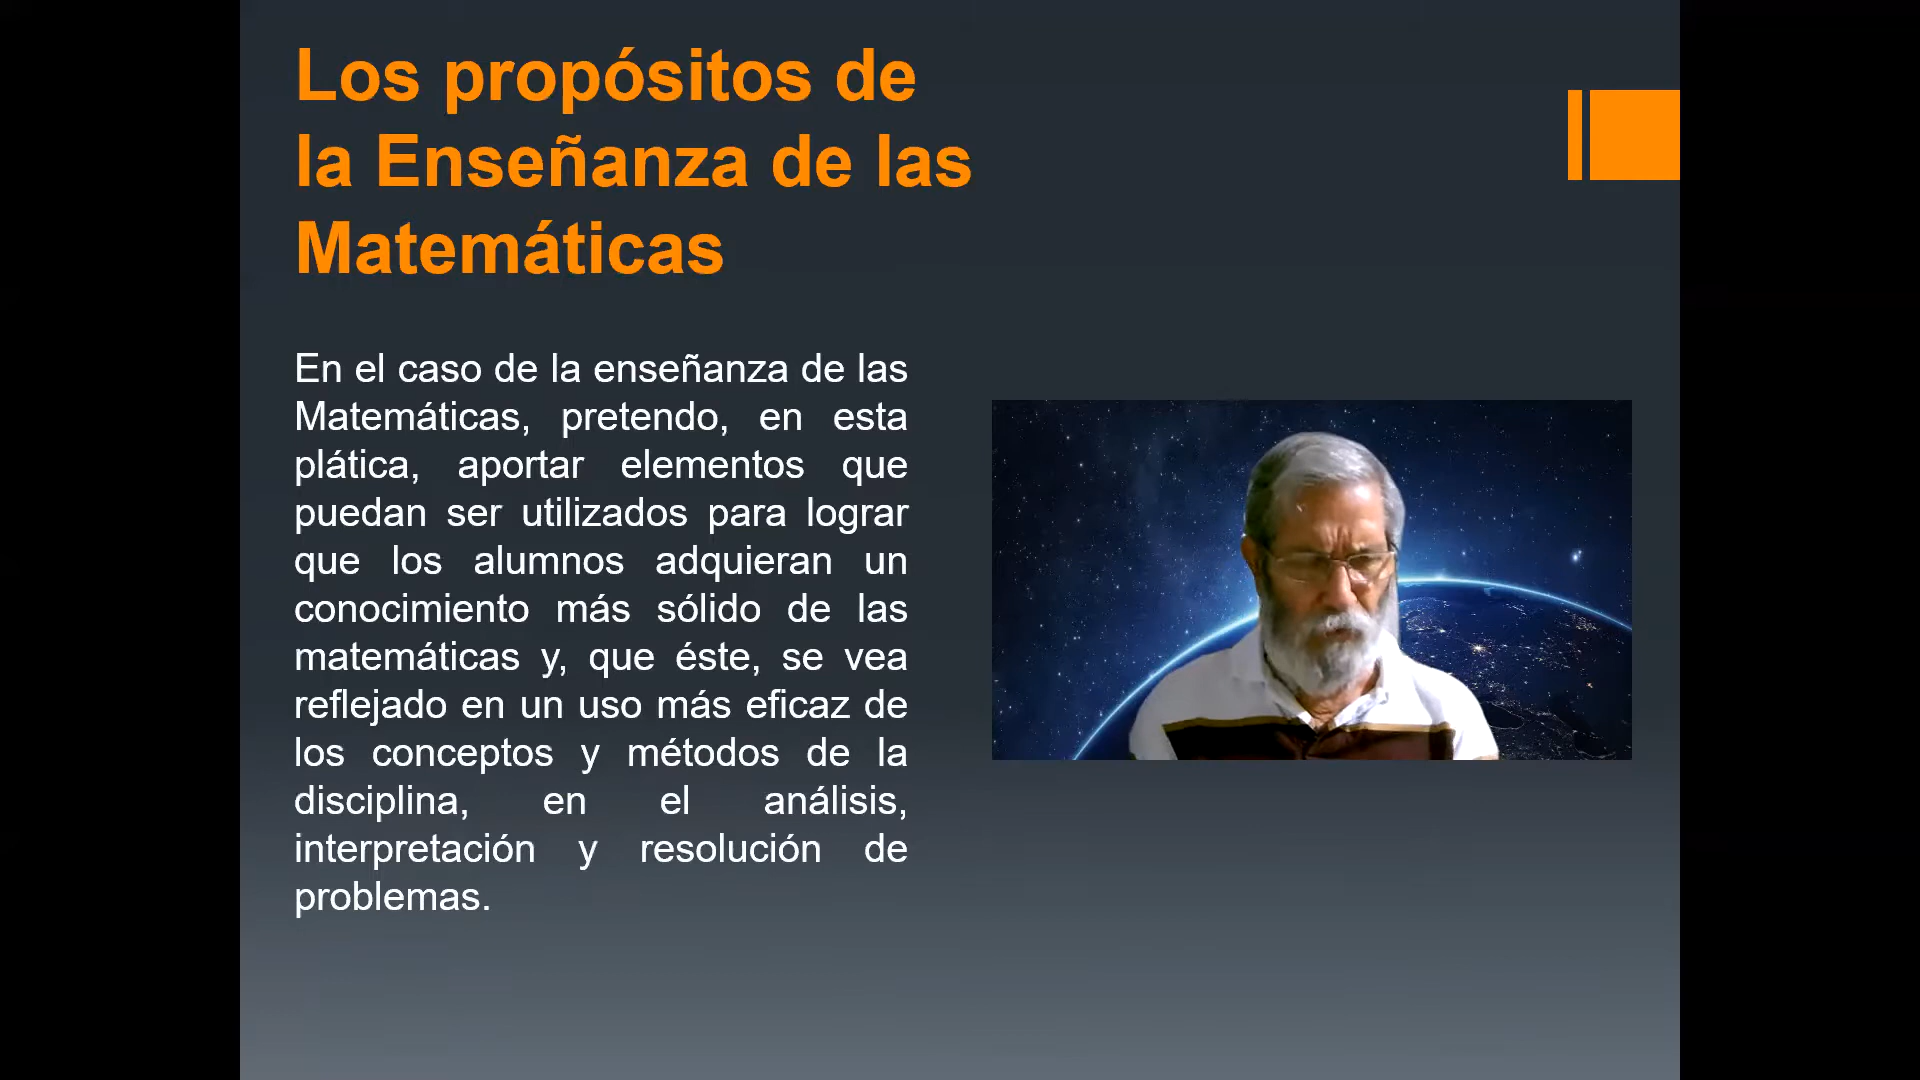 Los propósitos de
la Enseñanza de las
Matemáticas
En el caso de la enseñanza de las
Matemáticas, pretendo, en esta
plática, aportar elementos que
puedan ser utilizados para lograr
que los alumnos adquieran un
conocimiento más sólido de las
matemáticas y, que éste, se vea
reflejado en un uso más eficaz de
los conceptos y métodos de la
disciplina, en el análisis,
interpretación y resolución de
problemas.